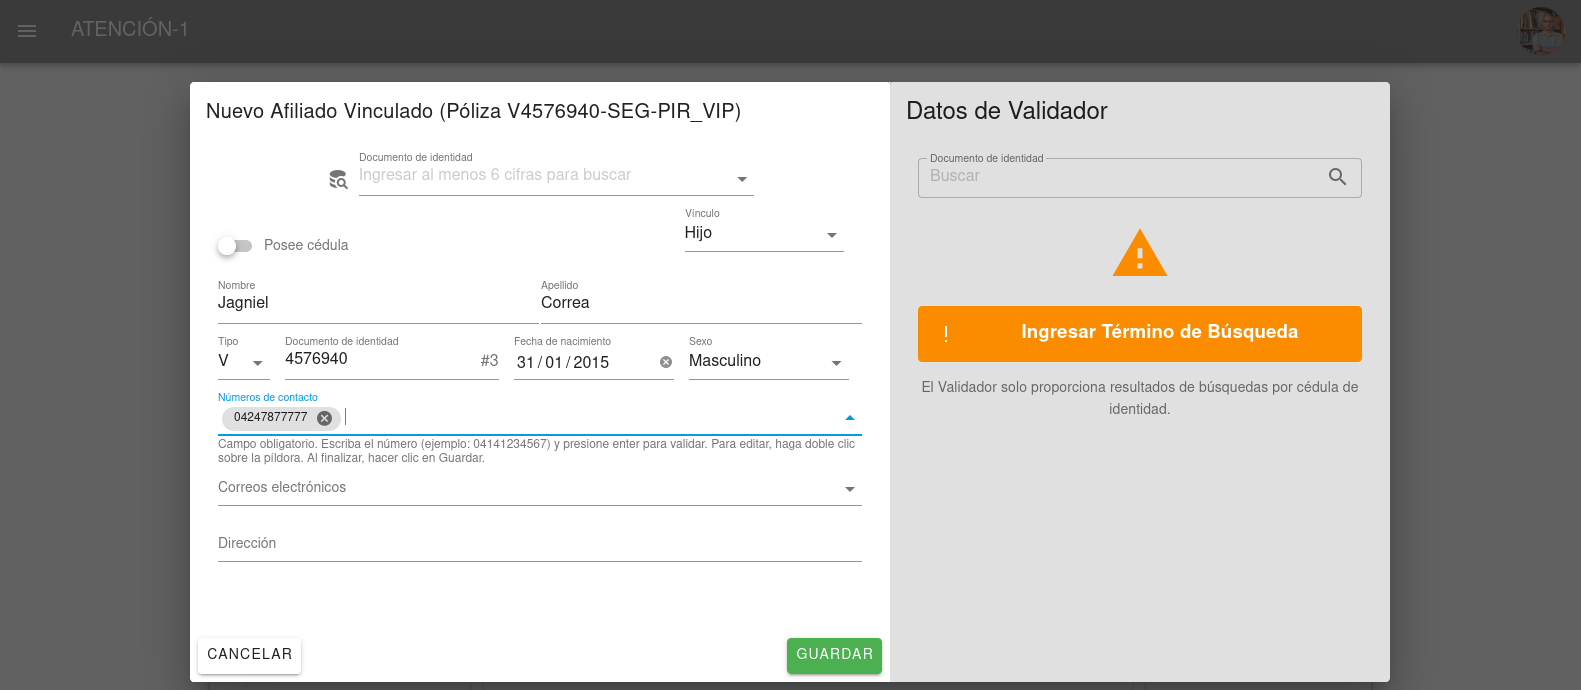 ATENCIÓN-1
Nuevo Afiliado Vinculado (Póliza V4576940-SEG-PIR_VIP)
Documento de identidad
Ingresar al menos 6 cifras para buscar
Vínculo
Hijo
Posee cédula
Nombre
Jagniel
Apellido
Correa
Tipo
V
Documento de identidad
4576940 #3
Fecha de nacimiento
31/01/2015
Sexo
Masculino
Números de contacto
04247877777
Campo obligatorio. Escriba el número (ejemplo: 04141234567) y presione enter para validar. Para editar, haga doble clic
sobre la píldora. Al finalizar, hacer clic en Guardar.
Correos electrónicos
Dirección
CANCELAR
GUARDAR
Datos de Validador
Documento de identidad
Buscar
! Ingresar Término de Búsqueda
El Validador solo proporciona resultados de búsquedas por cédula de
identidad.